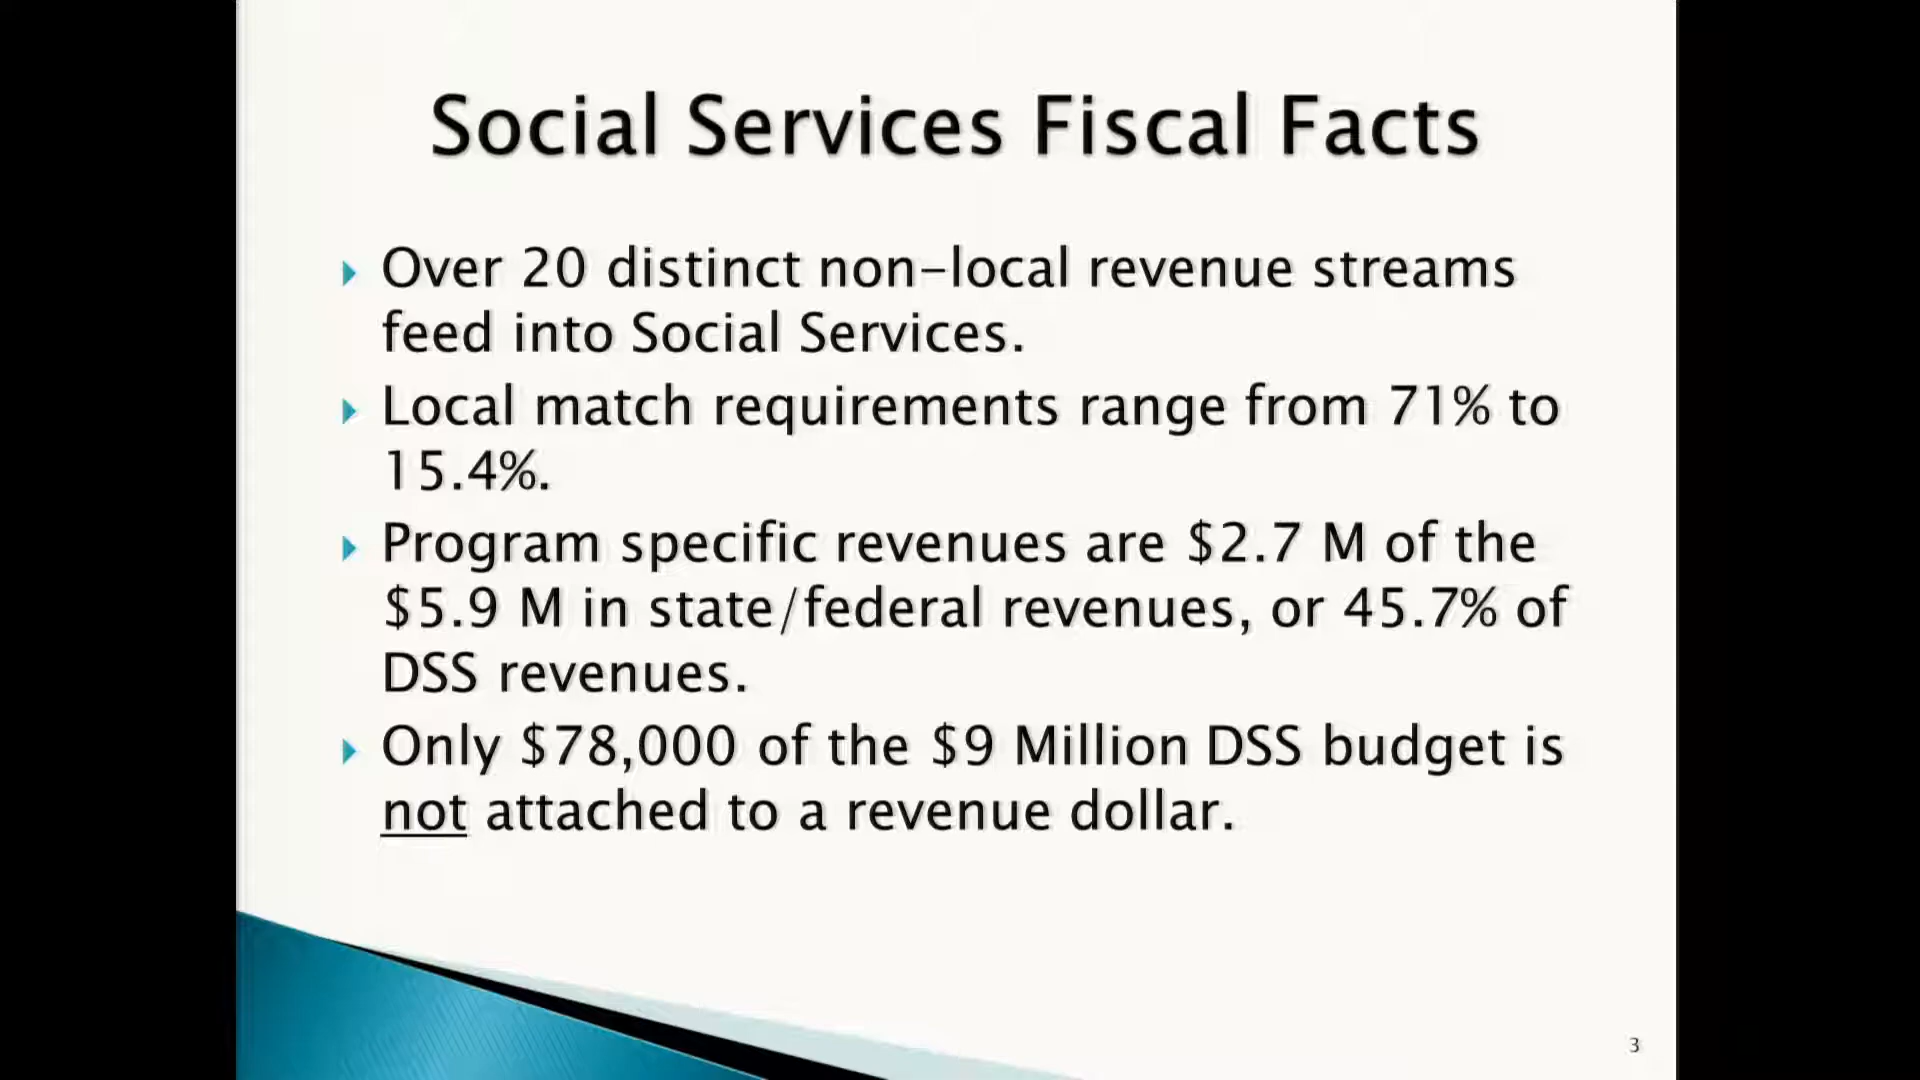 Social Services Fiscal Facts
Over 20 distinct non-local revenue streams
feed into Social Services.
Local match requirements range from 71% to
15.4%.
Program specific revenues are $2.7 M of the
$5.9 M in state/federal revenues, or 45.7% of
DSS revenues.
Only $78,000 of the $9 Million DSS budget is
not attached to a revenue dollar.
3